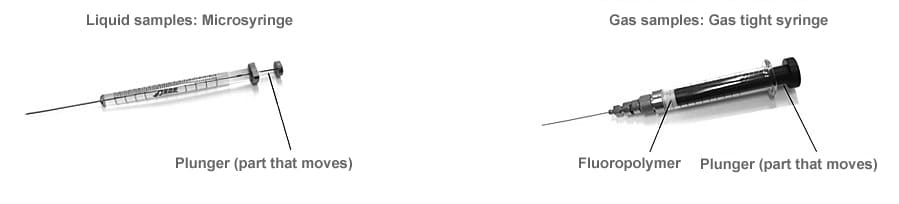 Liquid samples: Microsyringe
Gas samples: Gas tight syringe
Plunger (part that moves)
Fluoropolymer
Plunger (part that moves)